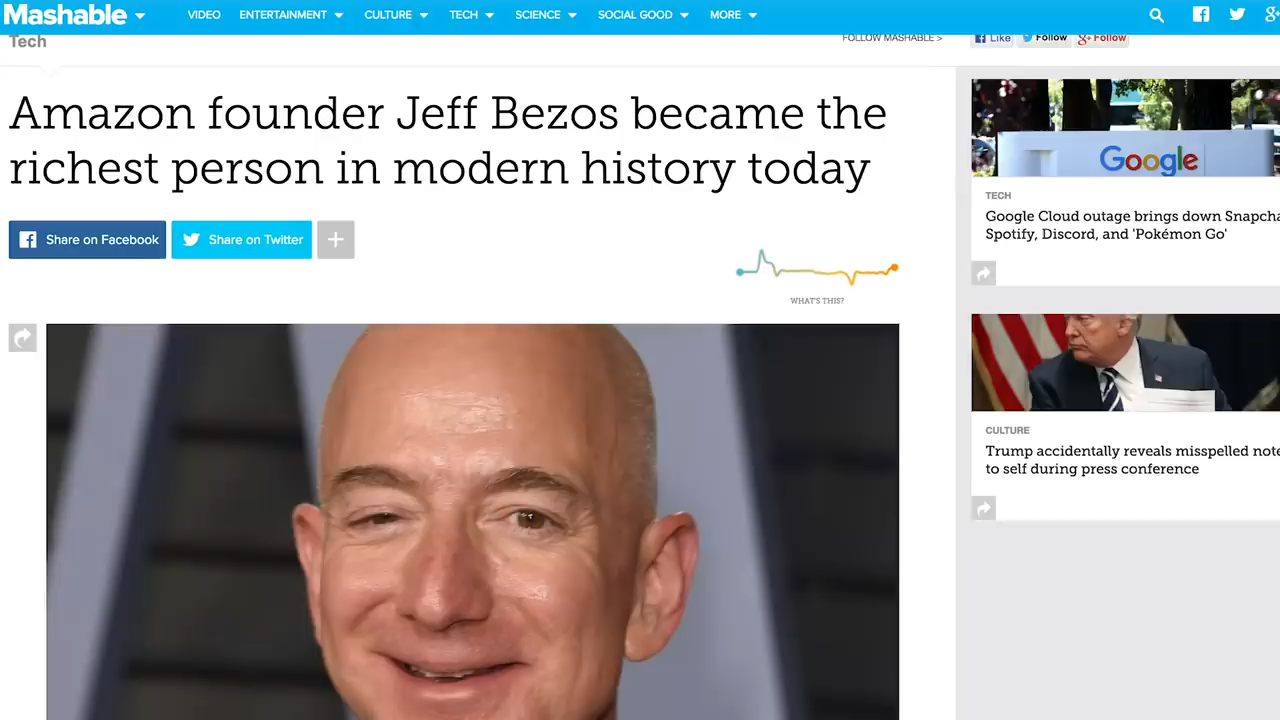 Mashable
VIDEO ENTERTAINMENT CULTURE TECH SCIENCE SOCIAL GOOD MORE
Tech
FOLLOW MASHABLE >
Like
Follow
Follow
Amazon founder Jeff Bezos became the
richest person in modern history today
Share on Facebook
Share on Twitter
WHAT'S THIS?
Google
TECH
Google Cloud outage brings down Snapcha
Spotify, Discord, and 'Pokémon Go'
CULTURE
Trump accidentally reveals misspelled note
to self during press conference